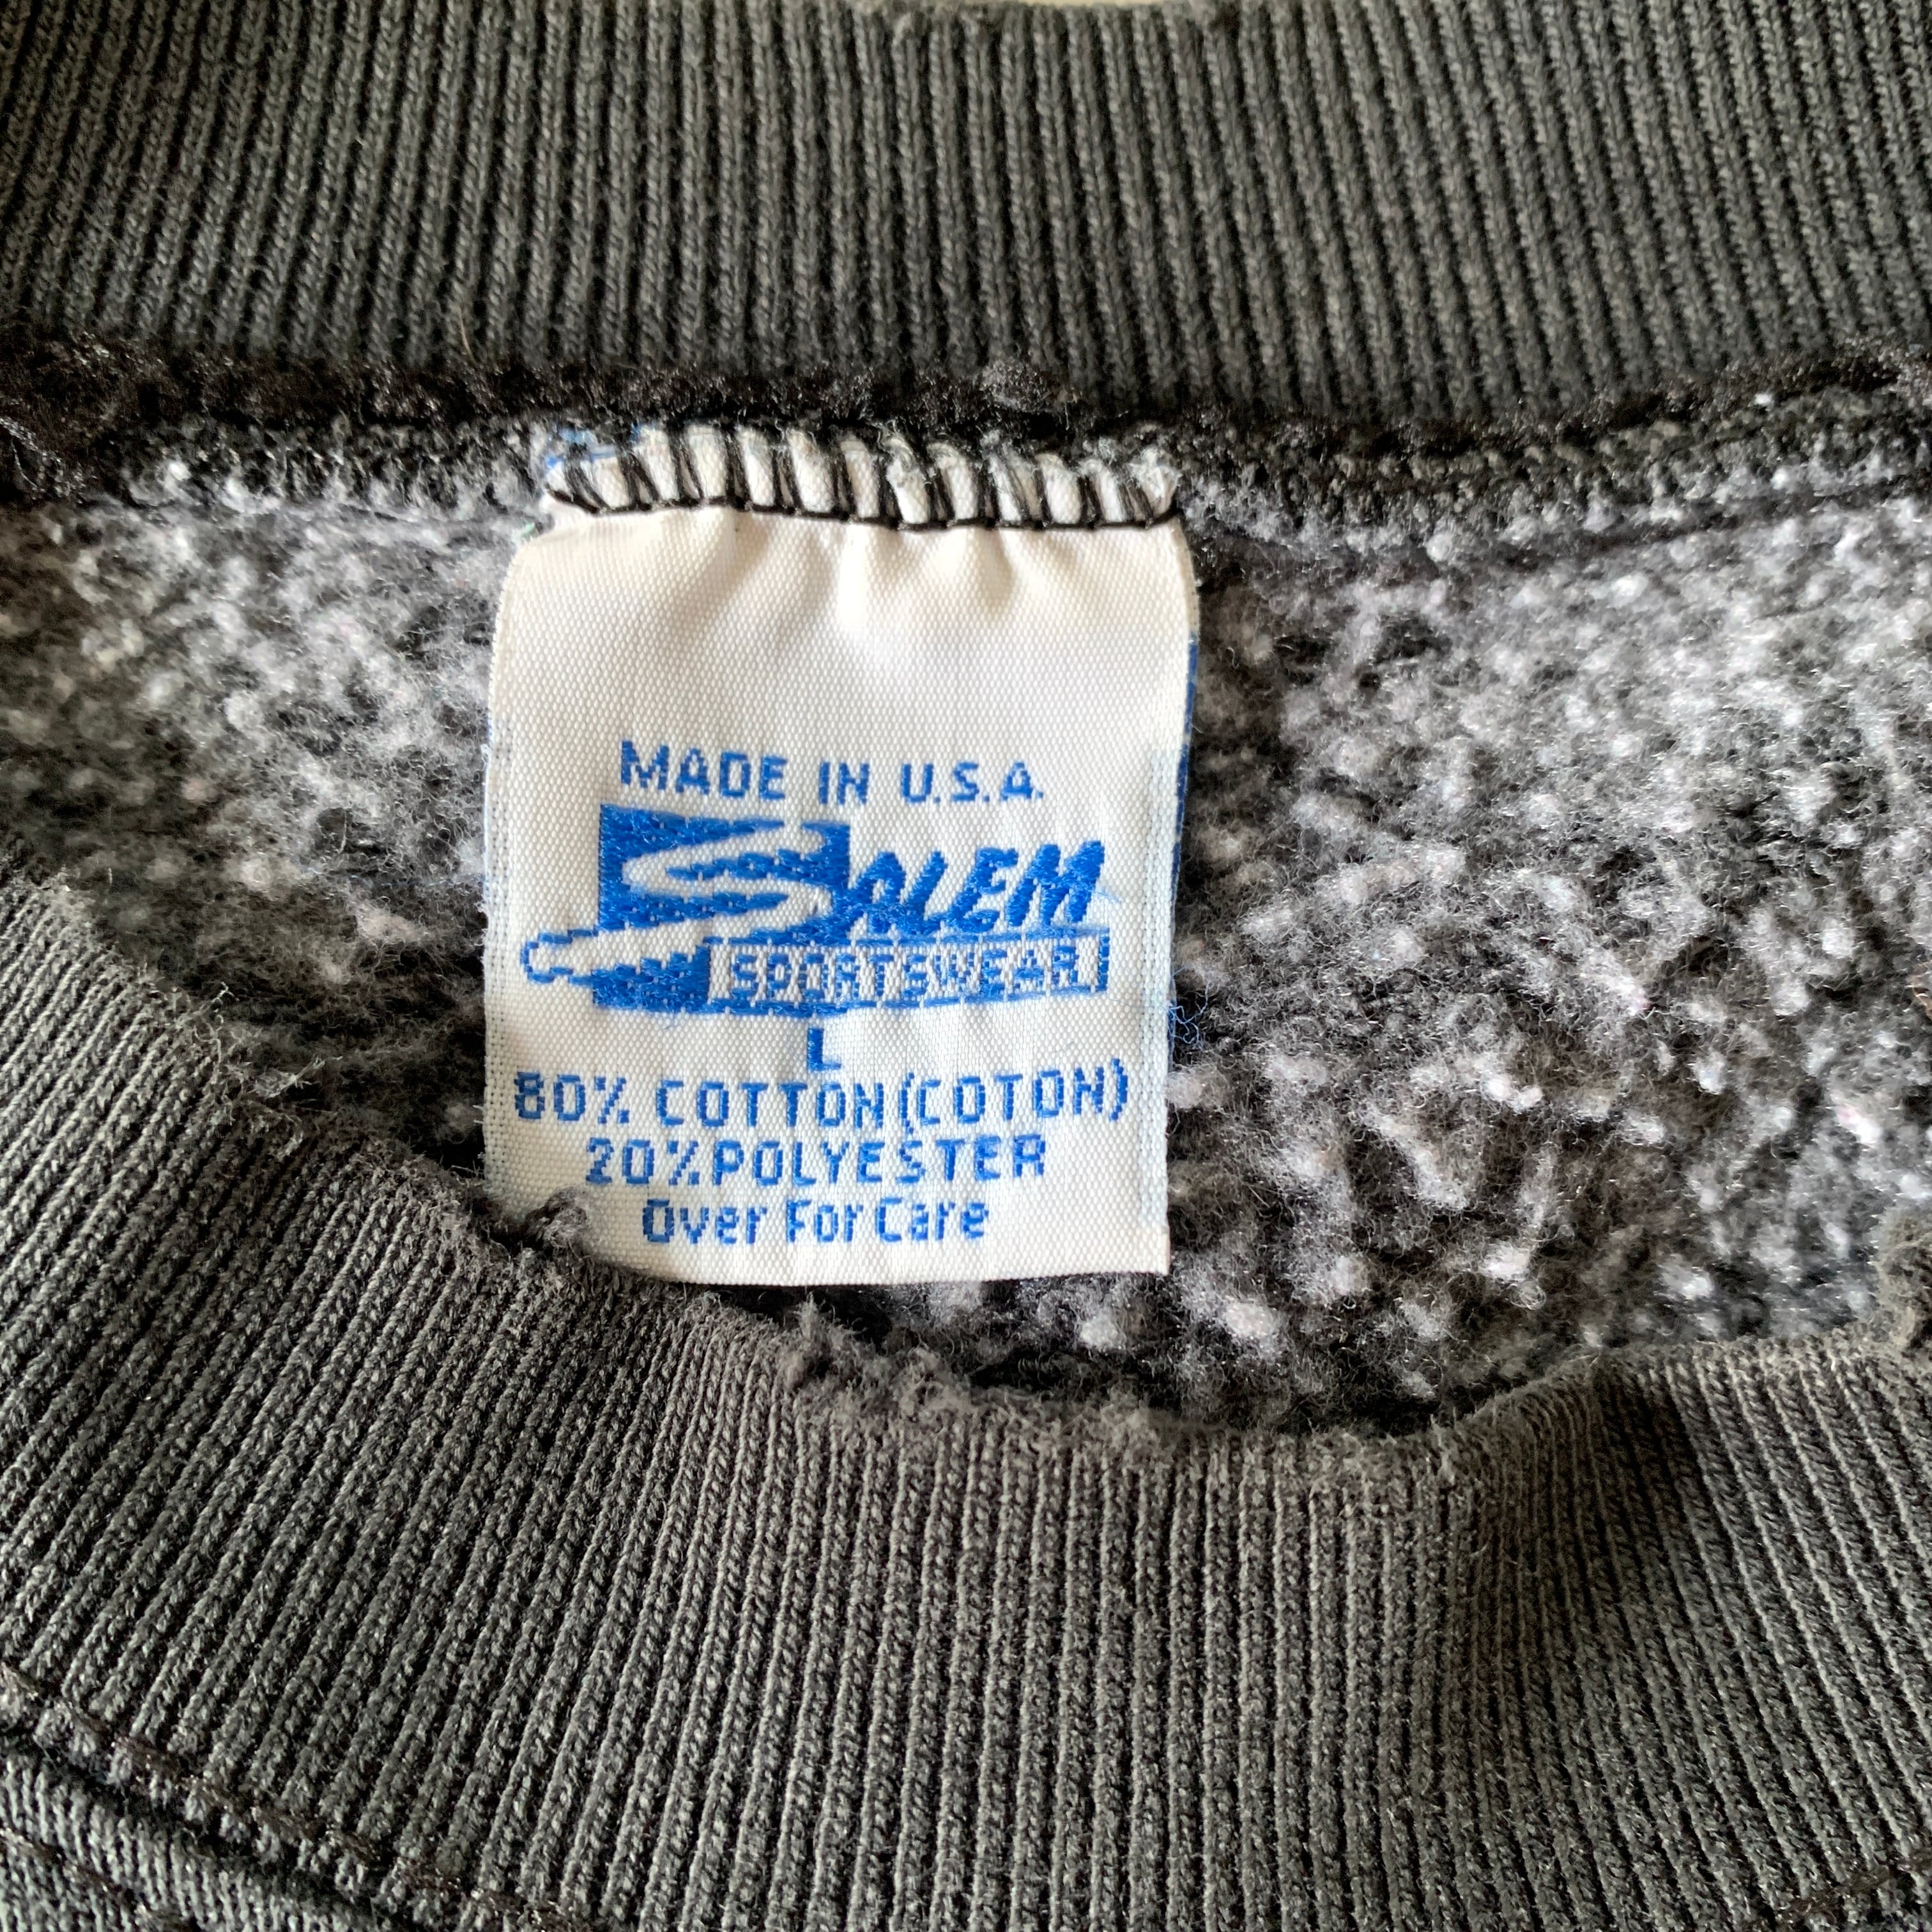 MADE IN U.S.A.
SALEM
SPORTSWEAR
L
80% COTTON (COTON)
20% POLYESTER
Over For Care